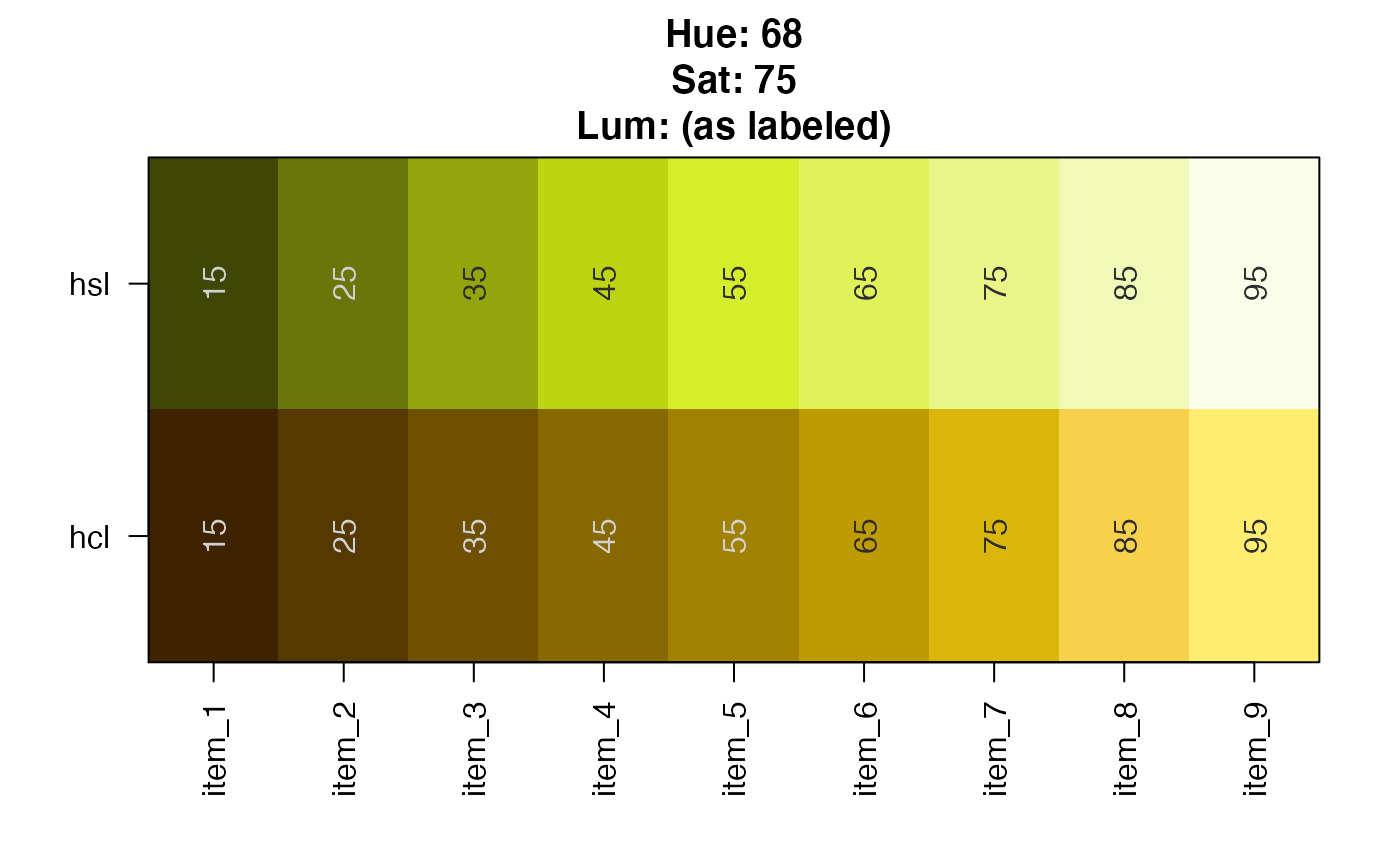 Hue: 68
Sat: 75
Lum: (as labeled)
hsl
15 25 35 45 55 65 75 85 95
hcl
15 25 35 45 55 65 75 85 95
item_1 item_2 item_3 item_4 item_5 item_6 item_7 item_8 item_9